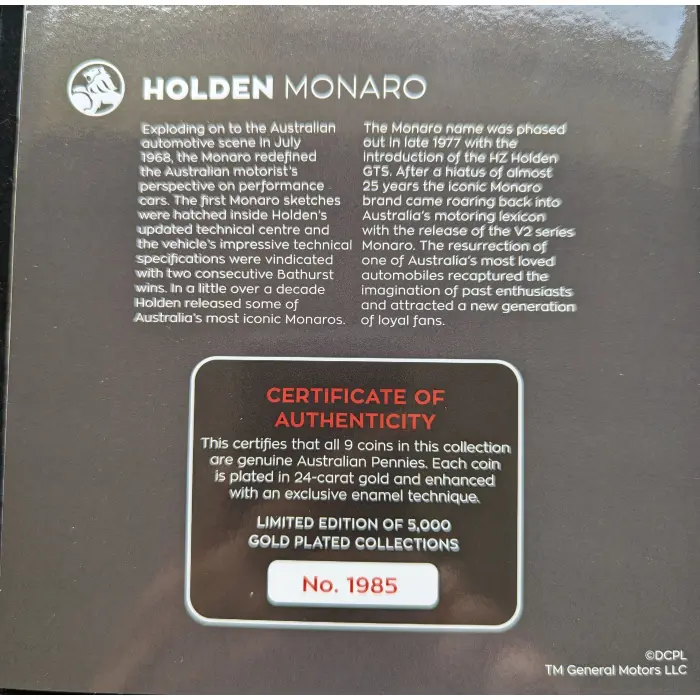 HOLDEN MONARO
Exploding on to the Australian
automotive scene in July
1968, the Monaro redefined
the Australian motorist's
perspective on performance
cars. The first Monaro sketches
were hatched inside Holden's
updated technical centre and
the vehicle's impressive technical
specifications were vindicated
with two consecutive Bathurst
wins. In a little over a decade
Holden released some of
Australia's most iconic Monaros.
The Monaro name was phased
out in late 1977 with the
introduction of the HZ Holden
GTS. After a hiatus of almost
25 years the iconic Monaro
brand came roaring back into
Australia's motoring lexicon
with the release of the V2 series
Monaro. The resurrection of
one of Australia's most loved
automobiles recaptured the
imagination of past enthusiasts
and attracted a new generation
of loyal fans.
CERTIFICATE OF
AUTHENTICITY
This certifies that all 9 coins in this collection
are genuine Australian Pennies. Each coin
is plated in 24-carat gold and enhanced
with an exclusive enamel technique.
LIMITED EDITION OF 5,000
GOLD PLATED COLLECTIONS
No. 1985
©DCPL
TM General Motors LLC